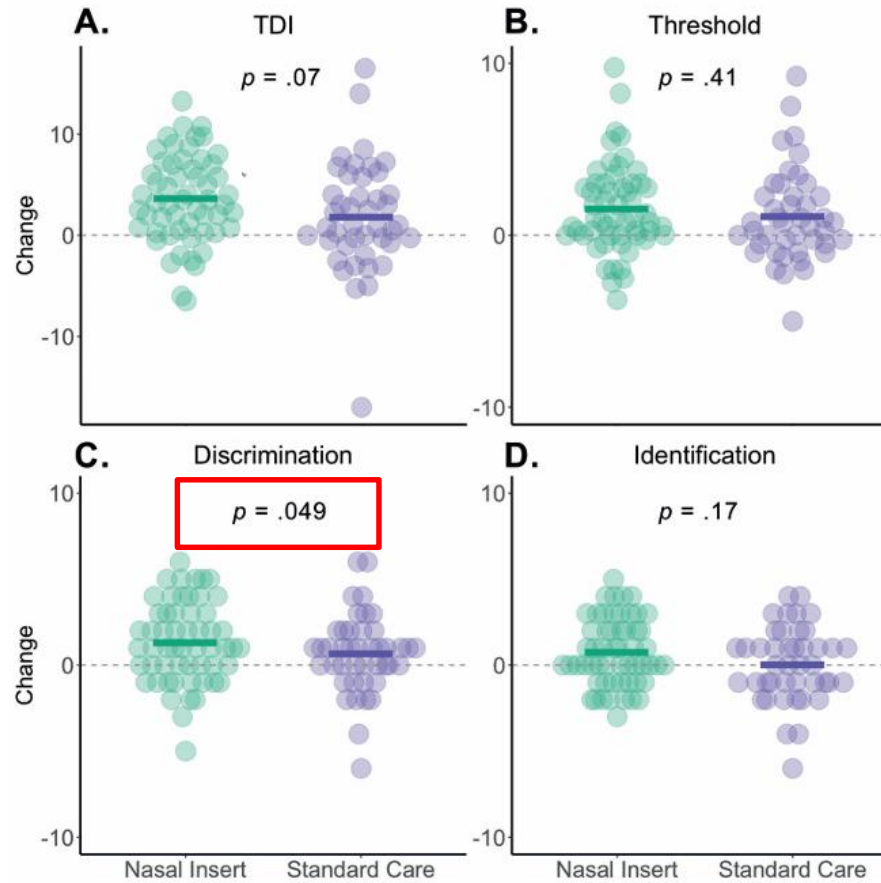 A. TDI
p = .07
10
0
-10
Change
B. Threshold
p = .41
10
0
-10
C. Discrimination
p = .049
10
0
-10
Change
Nasal Insert Standard Care
D. Identification
p = .17
10
0
-10
Nasal Insert Standard Care